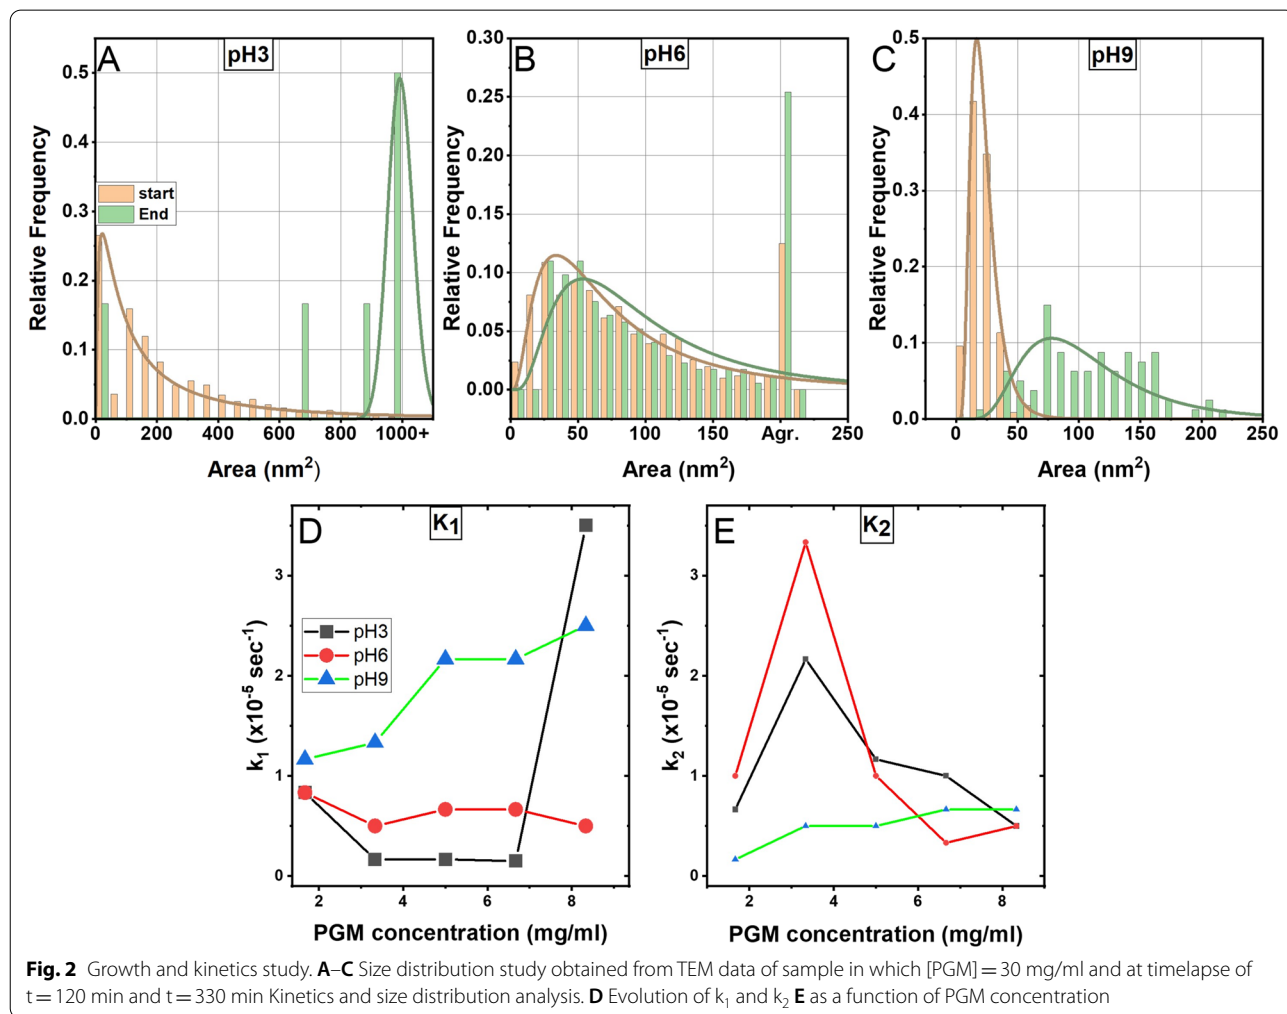 A
pH3
0.5
0.4
0.3
0.2
0.1
0.0
Relative Frequency
start
End
0 200 400 600 800 1000+
Area (nm²)
B
pH6
0.30
0.25
0.20
0.15
0.10
0.05
0.00
Relative Frequency
0 50 100 150 Agr. 250
Area (nm²)
C
pH9
0.5
0.4
0.3
0.2
0.1
0.0
Relative Frequency
0 50 100 150 200 250
Area (nm²)
D
K₁
3
2
1
0
k₁ (x10⁻⁵ sec⁻¹)
pH3
pH6
pH9
2 4 6 8
PGM concentration (mg/ml)
E
K₂
3
2
1
0
k₂ (x10⁻⁵ sec⁻¹)
2 4 6 8
PGM concentration (mg/ml)
Fig. 2 Growth and kinetics study. A–C Size distribution study obtained from TEM data of sample in which [PGM] = 30 mg/ml and at timelapse of
t = 120 min and t = 330 min Kinetics and size distribution analysis. D Evolution of k₁ and k₂ E as a function of PGM concentration